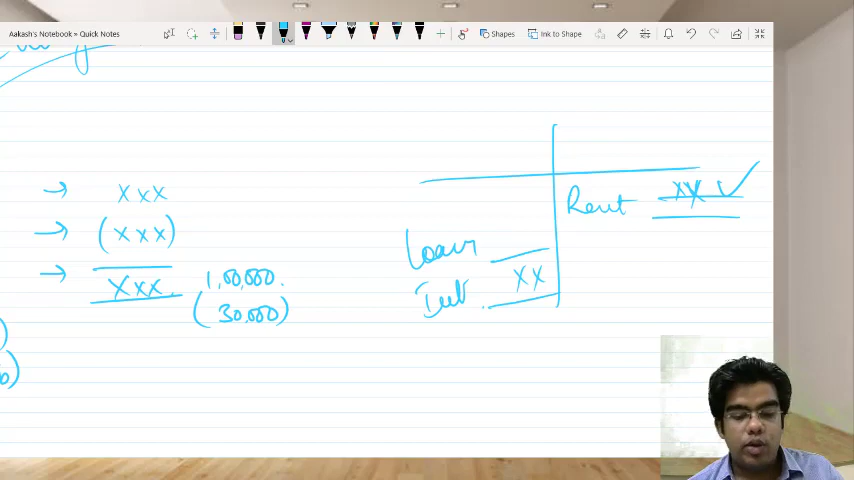 Aakash's Notebook » Quick Notes
Shapes
Ink to Shape
→ xxx
→ (xxx)
→ xxx
1,00,000.
(30,000)
Rent xx
Loan
Int. xx